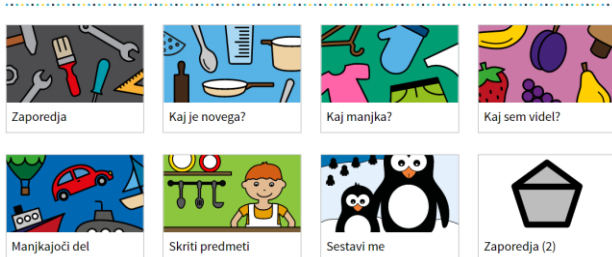 Zaporedja
Kaj je novega?
Kaj manjka?
Kaj sem videl?
Manjkajoči del
Skriti predmeti
Sestavi me
Zaporedja (2)